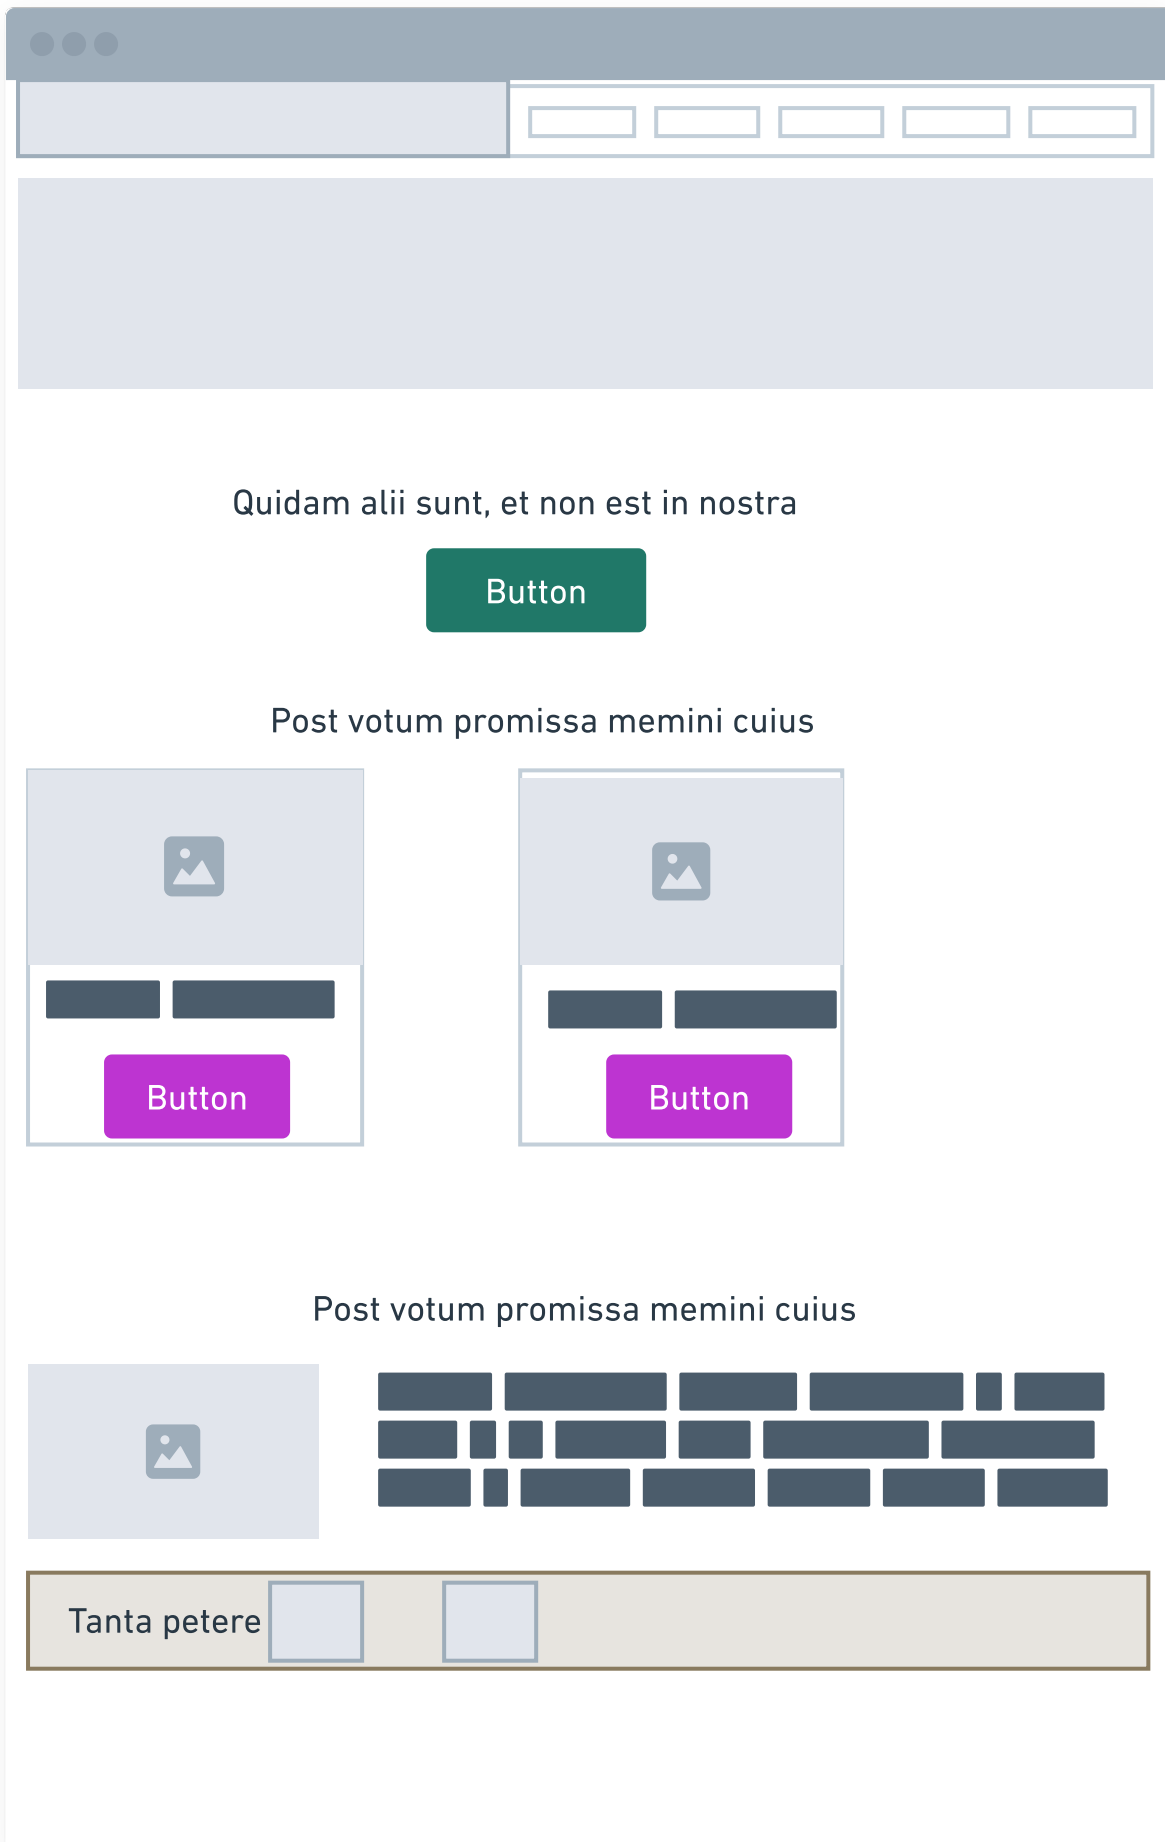 Quidam alii sunt, et non est in nostra
Button
Post votum promissa memini cuius
Button
Button
Post votum promissa memini cuius
Tanta petere